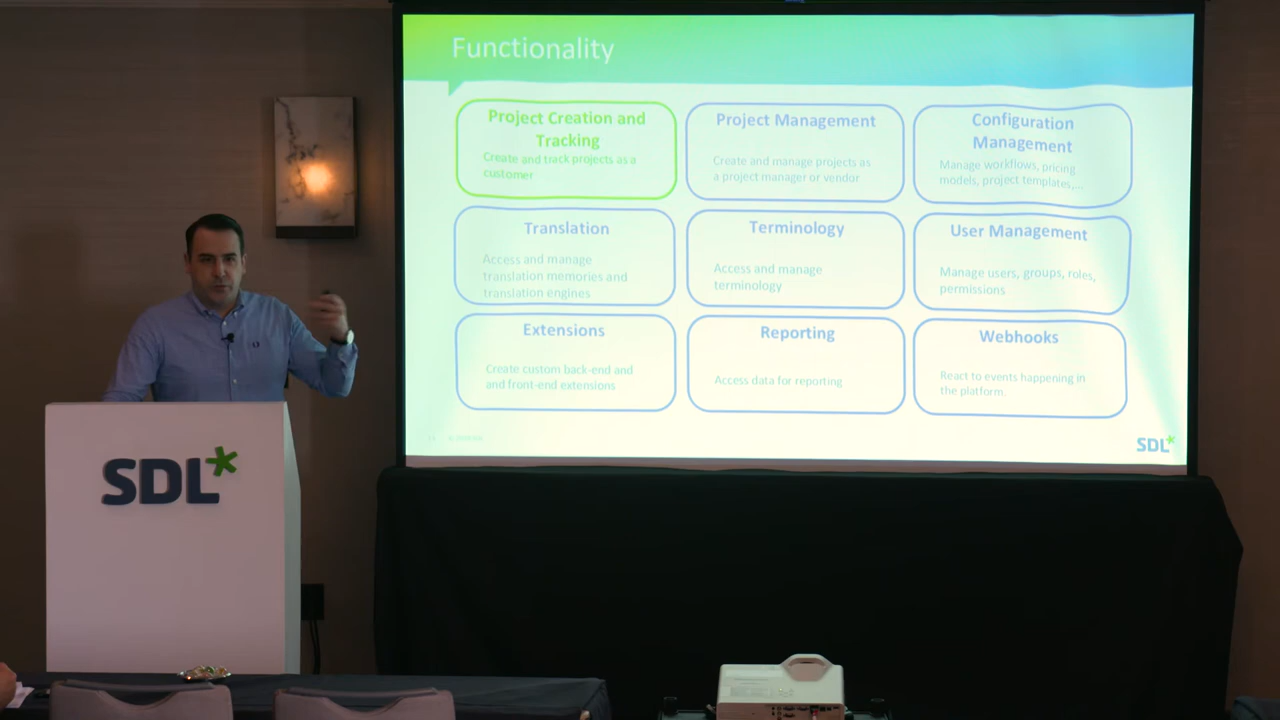 Functionality
Project Creation and
Tracking
Create and track projects as a
customer
Project Management
Create and manage projects as
a project manager or vendor
Configuration
Management
Manage workflows, pricing
models, project templates,...
Translation
Access and manage
translation memories and
translation engines
Terminology
Access and manage
terminology
User Management
Manage users, groups, roles,
permissions
Extensions
Create custom back-end and
and front-end extensions
Reporting
Access data for reporting
Webhooks
React to events happening in
the platform.
SDL*
SDL*